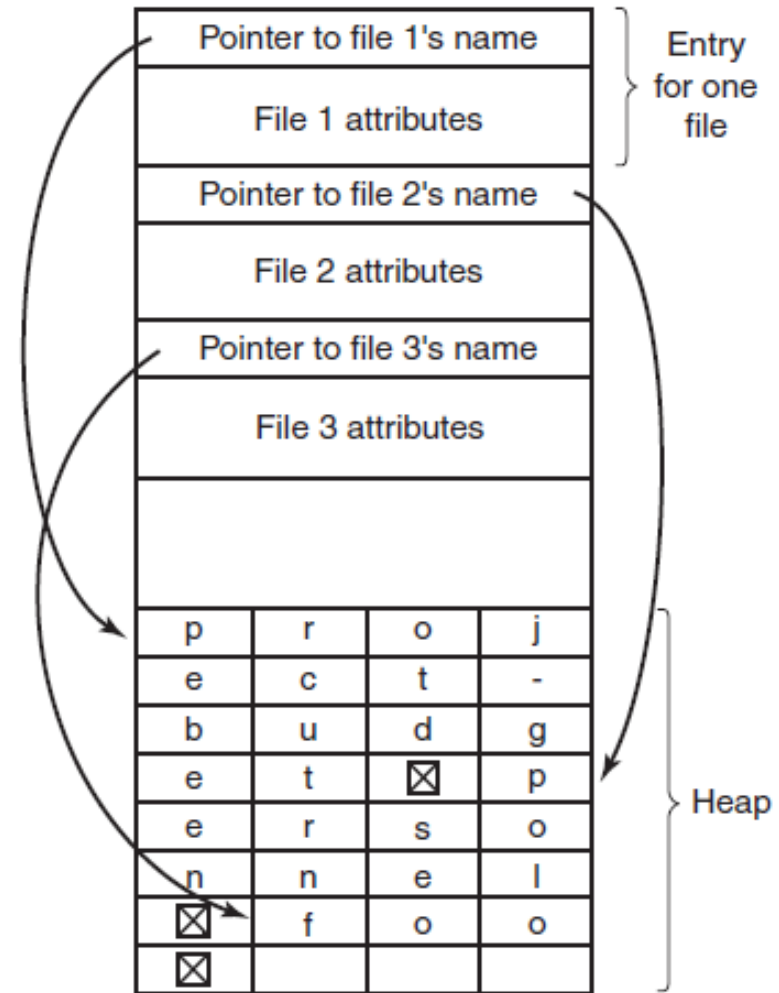 Pointer to file 1's name
Entry
for one
file
File 1 attributes
Pointer to file 2's name
File 2 attributes
Pointer to file 3's name
File 3 attributes
p r o j
e c t -
b u d g
e t ☒ p
e r s o
n n e l
☒ f o o
☒
Heap